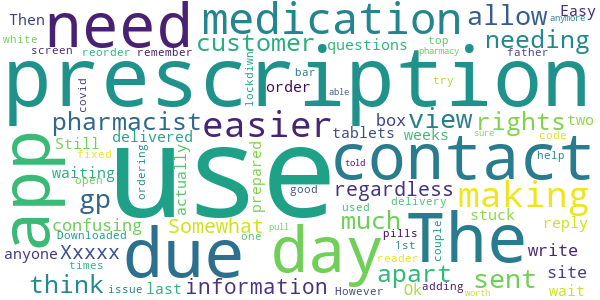 Then need medication allow Easy
white screen reorder remember customer questions top needing anymore father
covid lockdiwn bar order pharmacy try
prescription
able
pharmacist easier box view rights two
app Still delivered tablets weeks code
waiting fixed actually prepared use contact told sure help
open ordering good regardless making
gp confusing used delivery much stuck reply
Somewhat pills 1st
Xxxxx due day The couple write
anyone Downloaded one pull reader apart sent site
think times issue last information However Ok adding worth wait